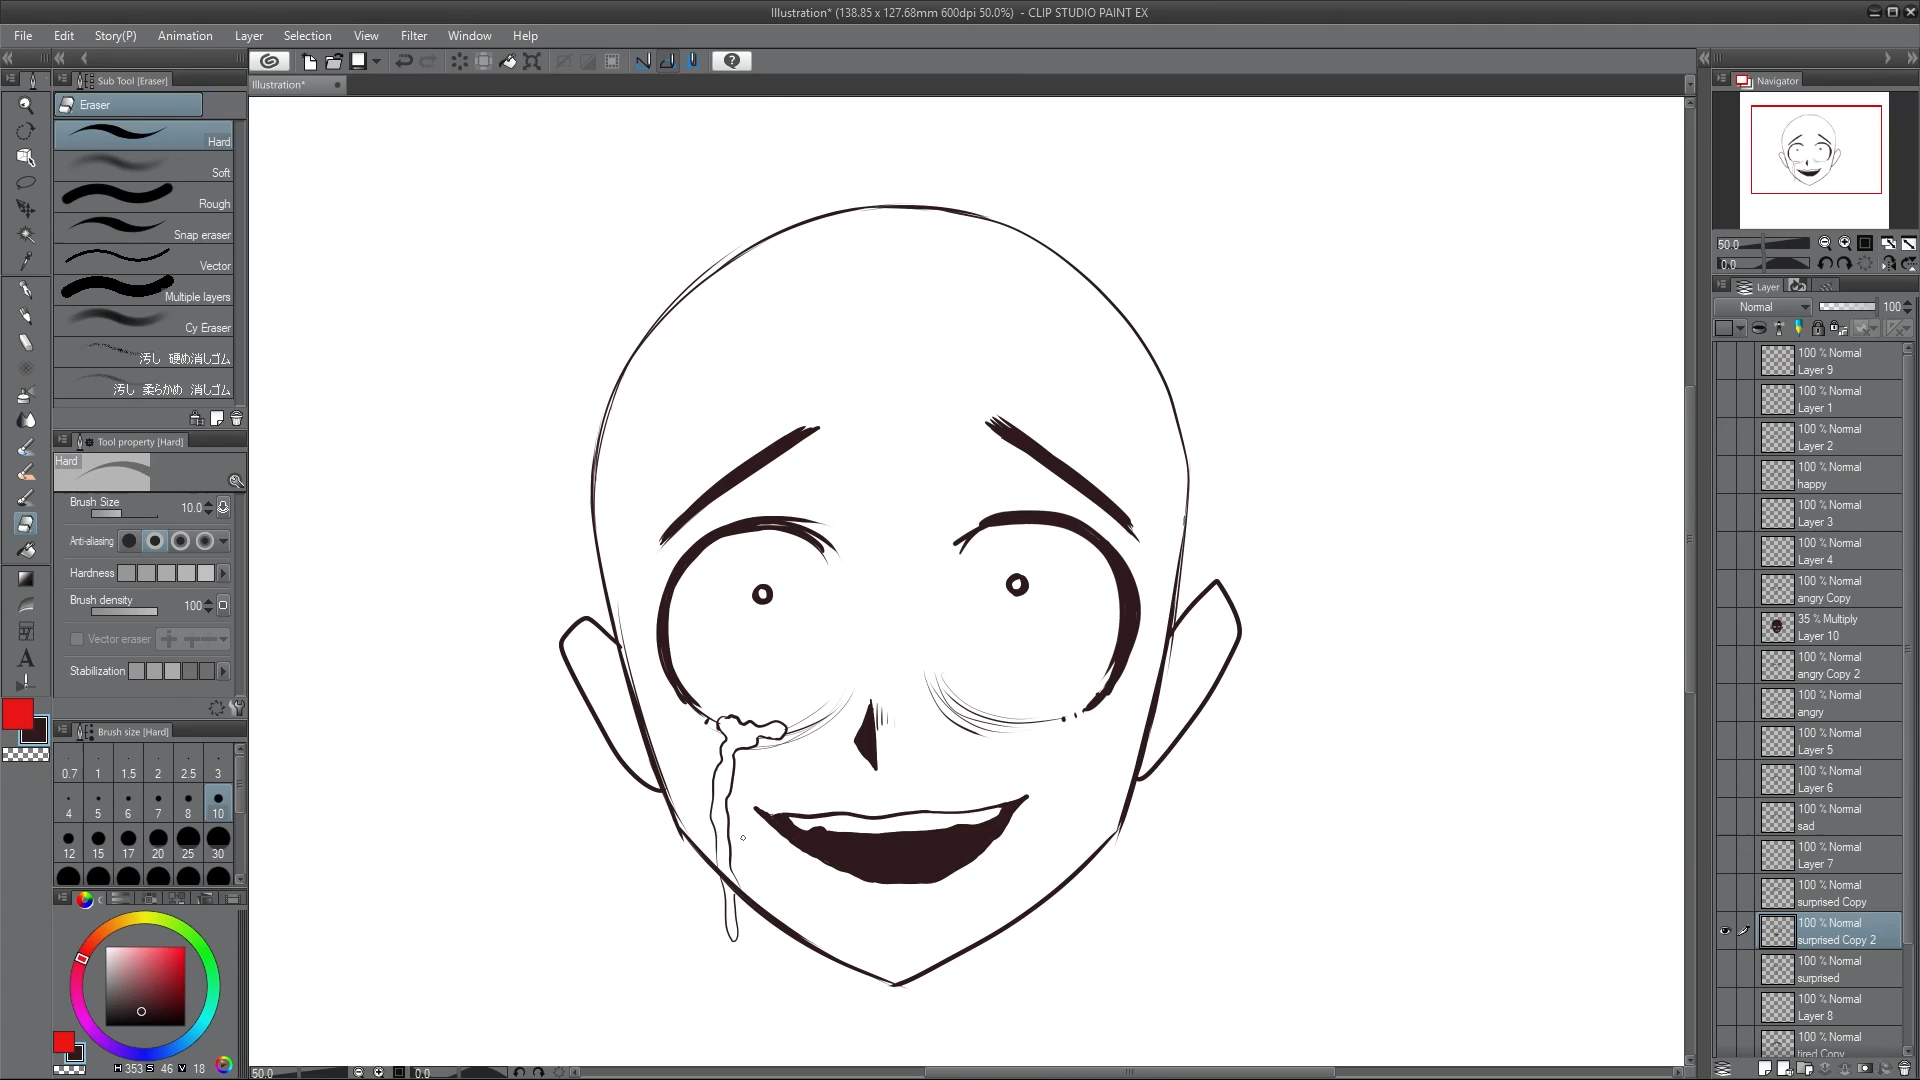 Illustration* (138.85 x 127.68mm 600dpi 50.0%) - CLIP STUDIO PAINT EX
File Edit Story(P) Animation Layer Selection View Filter Window Help
Illustration*
Sub Tool [Eraser]
Eraser
Hard
Soft
Rough
Snap eraser
Vector
Multiple layers
Cy Eraser
汚し 硬め消しゴム
汚し 柔らかめ 消しゴム
Tool property [Hard]
Hard
Brush Size 10.0
Anti-aliasing
Hardness
Brush density 100
Vector eraser
Stabilization
Brush size [Hard]
0.7 1 1.5 2 2.5 3
4 5 6 7 8 10
12 15 17 20 25 30
H 353 S 46 V 18
50.0 0.0
Navigator
50.0
0.0
Layer
Normal 100
100 % Normal
Layer 9
100 % Normal
Layer 1
100 % Normal
Layer 2
100 % Normal
happy
100 % Normal
Layer 3
100 % Normal
Layer 4
100 % Normal
angry Copy
35 % Multiply
Layer 10
100 % Normal
angry Copy 2
100 % Normal
angry
100 % Normal
Layer 5
100 % Normal
Layer 6
100 % Normal
sad
100 % Normal
Layer 7
100 % Normal
surprised Copy
100 % Normal
surprised Copy 2
100 % Normal
surprised
100 % Normal
Layer 8
100 % Normal
tired Copy